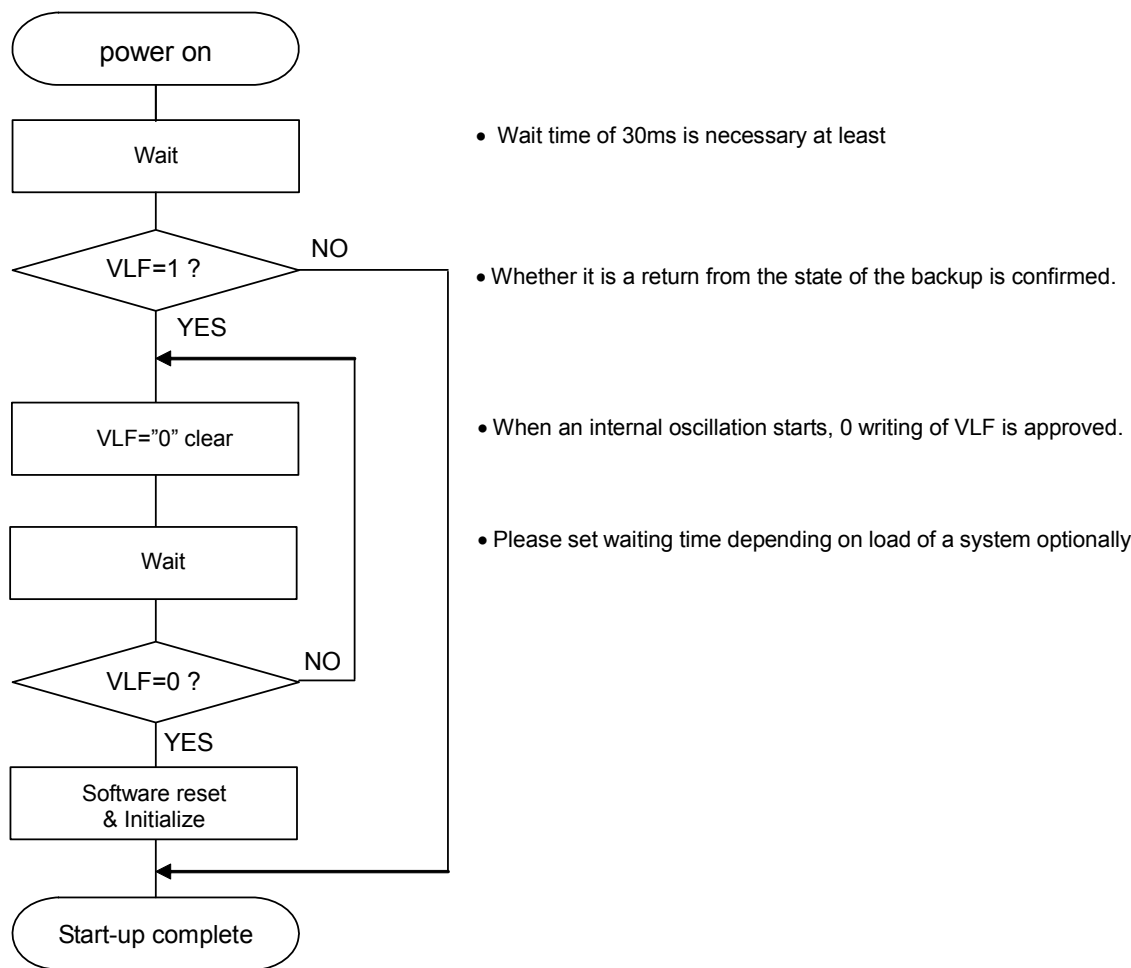 power on
Wait
• Wait time of 30ms is necessary at least
VLF=1 ?
NO
• Whether it is a return from the state of the backup is confirmed.
YES
VLF=”0” clear
• When an internal oscillation starts, 0 writing of VLF is approved.
Wait
• Please set waiting time depending on load of a system optionally
VLF=0 ?
NO
YES
Software reset
& Initialize
Start-up complete